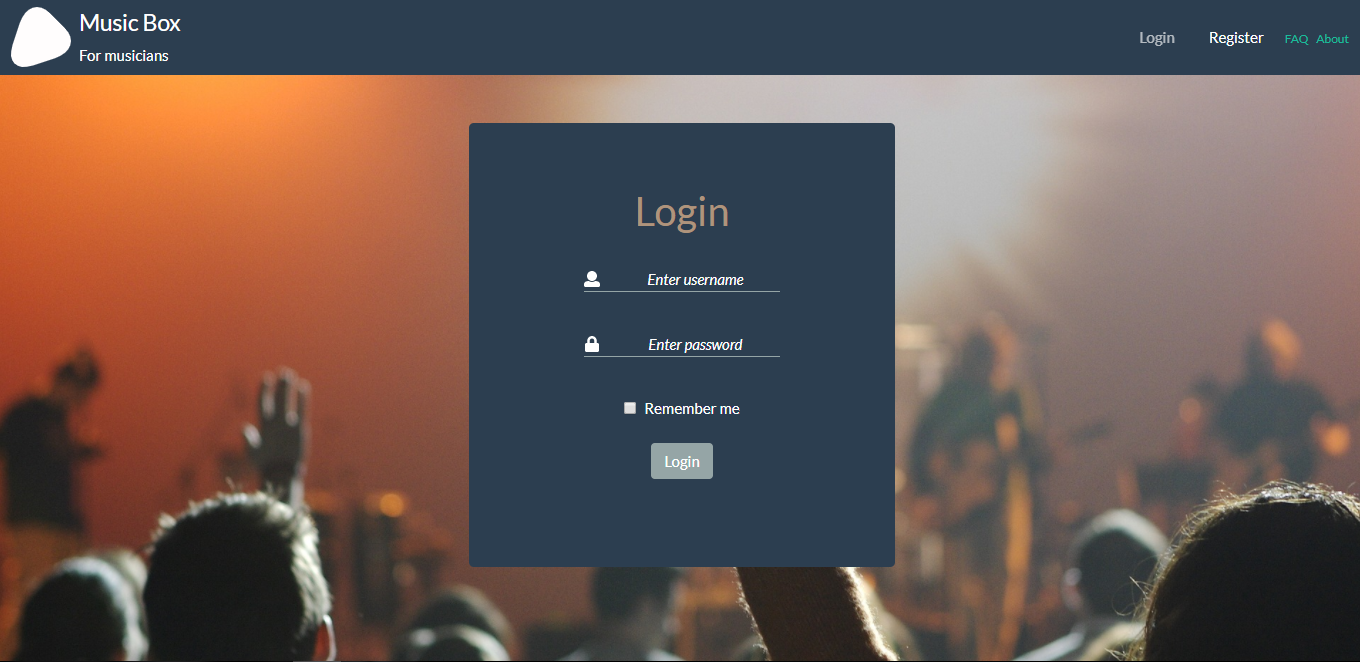 Music Box
For musicians
Login Register FAQ About
Login
Enter username
Enter password
Remember me
Login